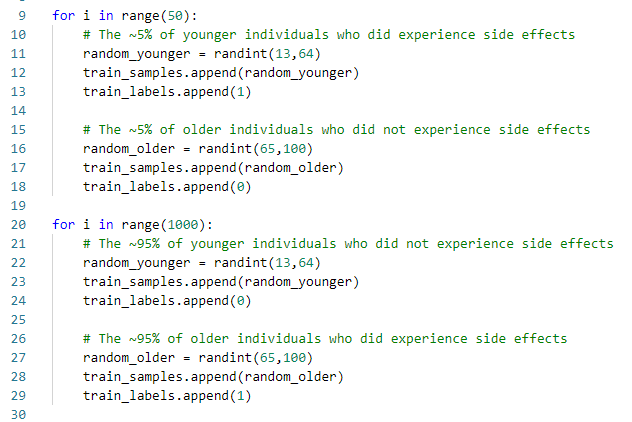 9 for i in range(50):
10 # The ~5% of younger individuals who did experience side effects
11 random_younger = randint(13,64)
12 train_samples.append(random_younger)
13 train_labels.append(1)
14
15 # The ~5% of older individuals who did not experience side effects
16 random_older = randint(65,100)
17 train_samples.append(random_older)
18 train_labels.append(0)
19
20 for i in range(1000):
21 # The ~95% of younger individuals who did not experience side effects
22 random_younger = randint(13,64)
23 train_samples.append(random_younger)
24 train_labels.append(0)
25
26 # The ~95% of older individuals who did experience side effects
27 random_older = randint(65,100)
28 train_samples.append(random_older)
29 train_labels.append(1)
30